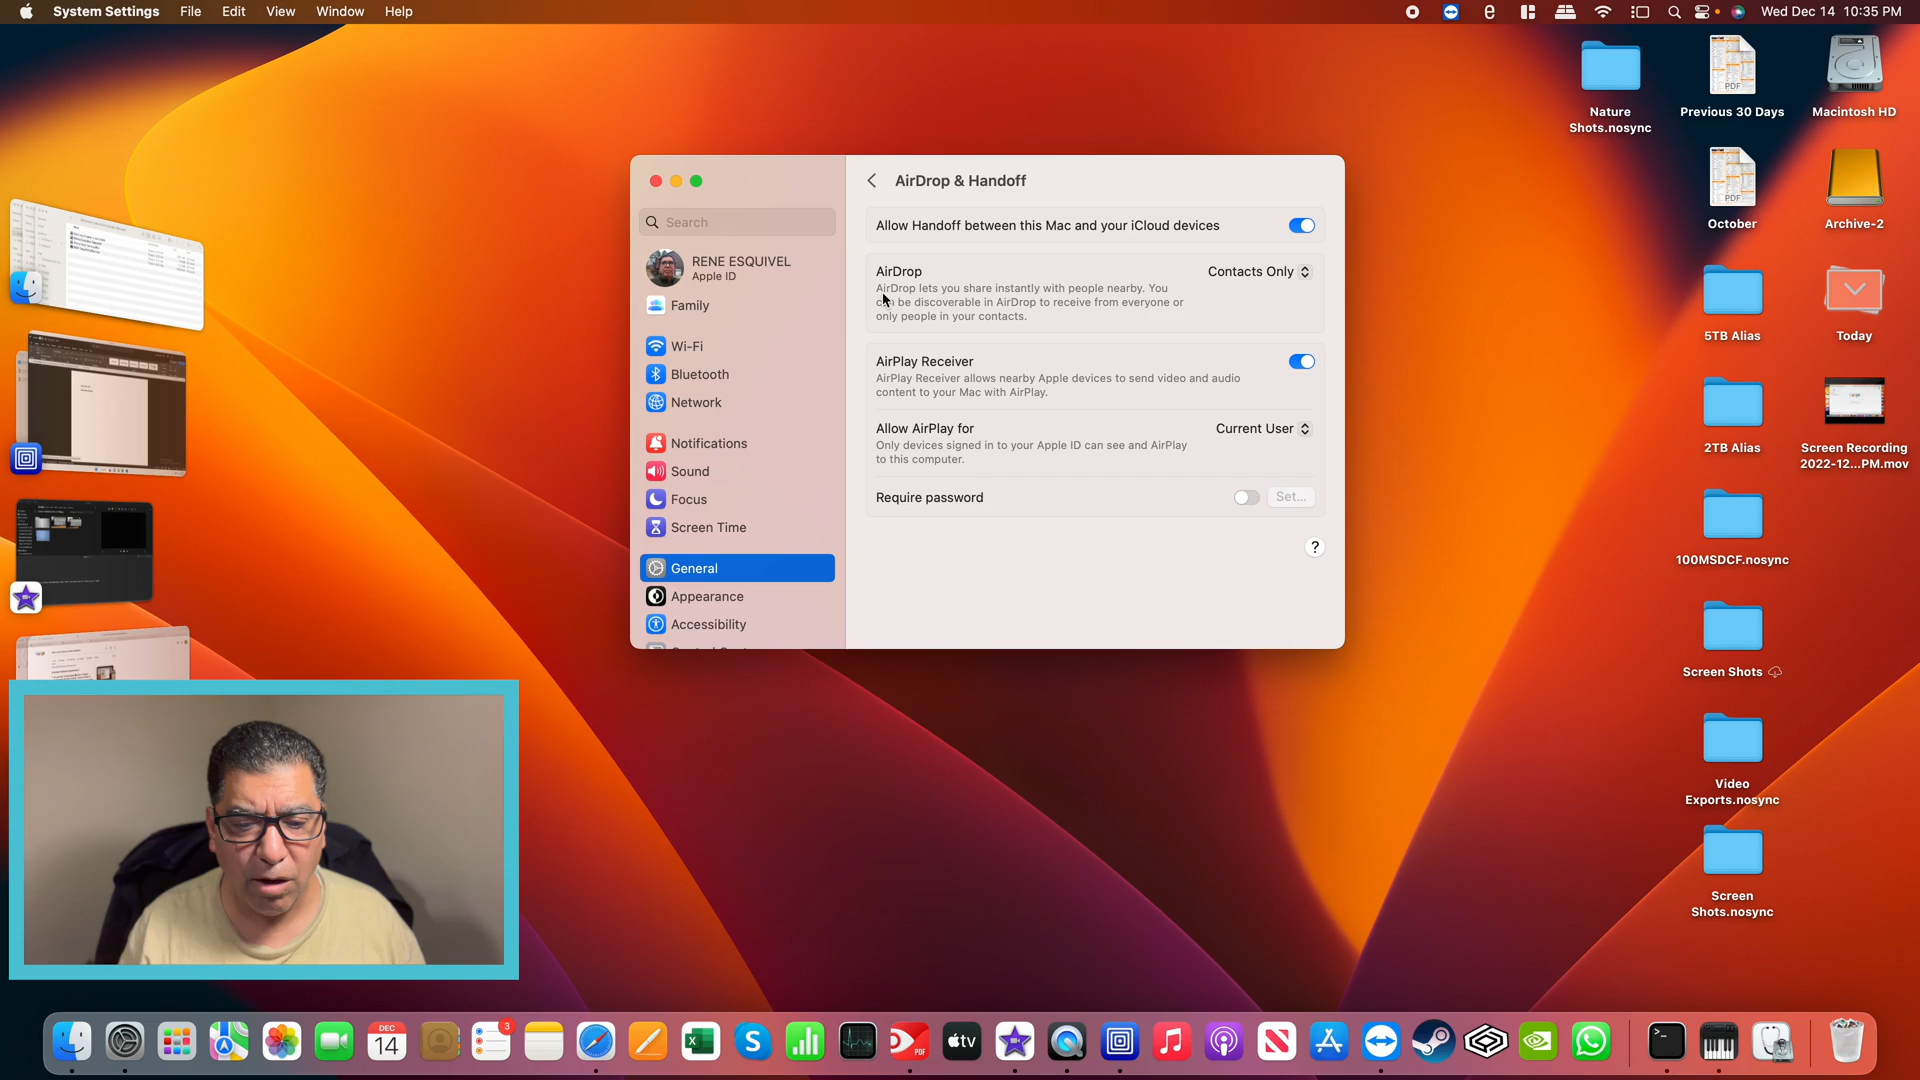 System Settings File Edit View Window Help
Wed Dec 14 10:35 PM
Nature
Shots.nosync
PDF
Previous 30 Days
Macintosh HD
PDF
October
Archive-2
5TB Alias
Today
2TB Alias
Screen Recording
2022-12...PM.mov
100MSDCF.nosync
Screen Shots
Video
Exports.nosync
Screen
Shots.nosync
Search
RENE ESQUIVEL
Apple ID
Family
Wi-Fi
Bluetooth
Network
Notifications
Sound
Focus
Screen Time
General
Appearance
Accessibility
AirDrop & Handoff
Allow Handoff between this Mac and your iCloud devices
AirDrop
Contacts Only
AirDrop lets you share instantly with people nearby. You
can be discoverable in AirDrop to receive from everyone or
only people in your contacts.
AirPlay Receiver
AirPlay Receiver allows nearby Apple devices to send video and audio
content to your Mac with AirPlay.
Allow AirPlay for
Current User
Only devices signed in to your Apple ID can see and AirPlay
to this computer.
Require password
Set...
?
DEC
14
3
X
S
PDF
tv
N
>_